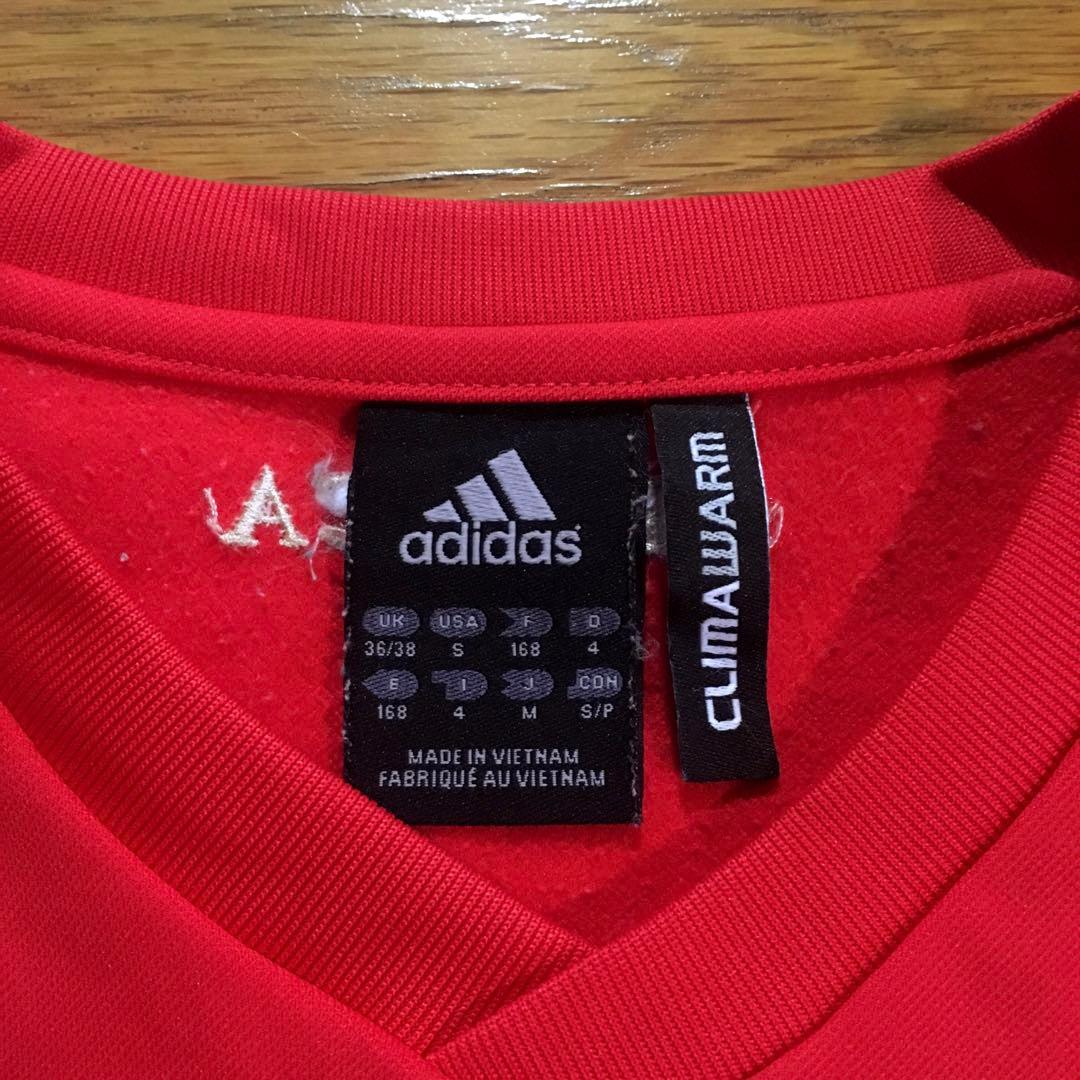 A
adidas
UK USA F D
36/38 S 168 4
E I J CDN
168 4 M S/P
MADE IN VIETNAM
FABRIQUÉ AU VIETNAM
CLIMAWARM